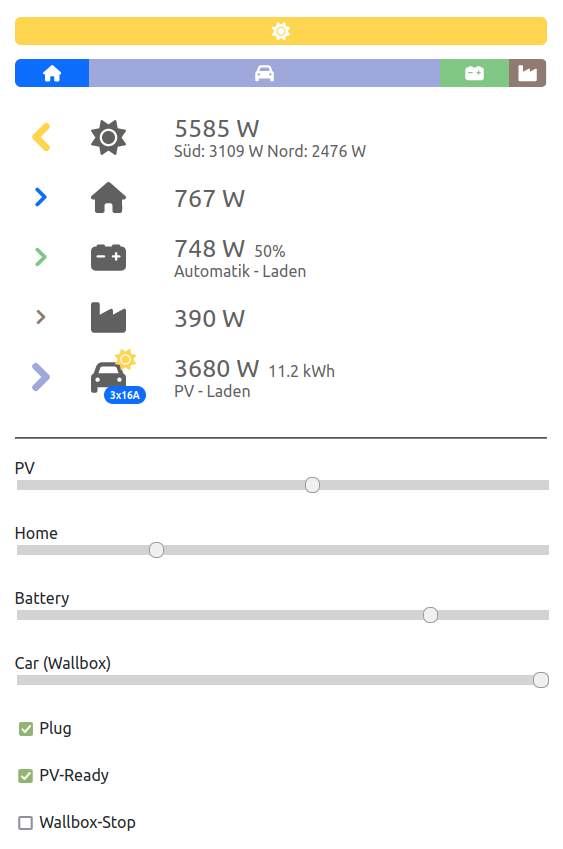 5585 W
Süd: 3109 W Nord: 2476 W
767 W
748 W 50%
Automatik - Laden
390 W
3680 W 11.2 kWh
3x16A
PV - Laden
PV
Home
Battery
Car (Wallbox)
Plug
PV-Ready
Wallbox-Stop